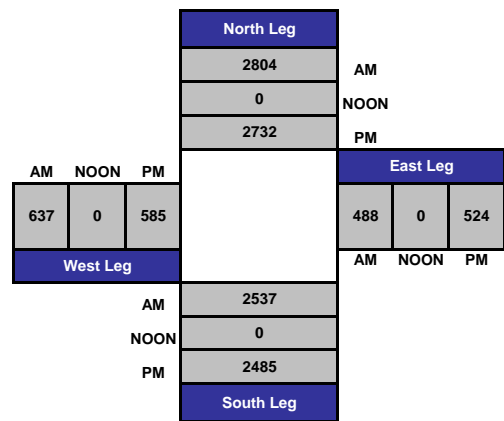 North Leg
2804 AM
0 NOON
2732 PM
AM NOON PM
East Leg
637 0 585
488 0 524
West Leg
AM NOON PM
AM 2537
NOON 0
PM 2485
South Leg